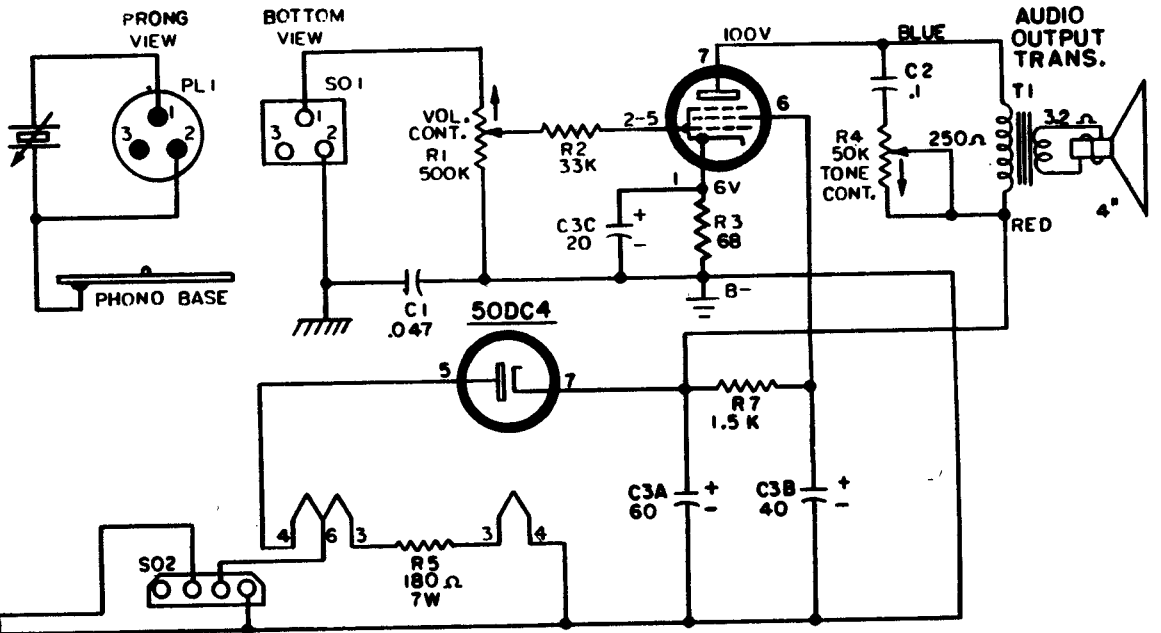 PRONG
VIEW
BOTTOM
VIEW
AUDIO
OUTPUT
TRANS.
PL1
1
2
3
SO1
1
2
3
VOL.
CONT.
R1
500K
R2
33K
2-5
7
100V
6
BLUE
C2
.1
R4
50K
TONE
CONT.
250Ω
T1
3.2 Ω
4"
RED
1
6V
C3C
20
+
-
R3
68
B-
PHONO BASE
C1
.047
50DC4
5
7
R7
1.5 K
C3A
60
+
-
C3B
40
+
-
4
6
3
R5
180Ω
7W
3
4
SO2